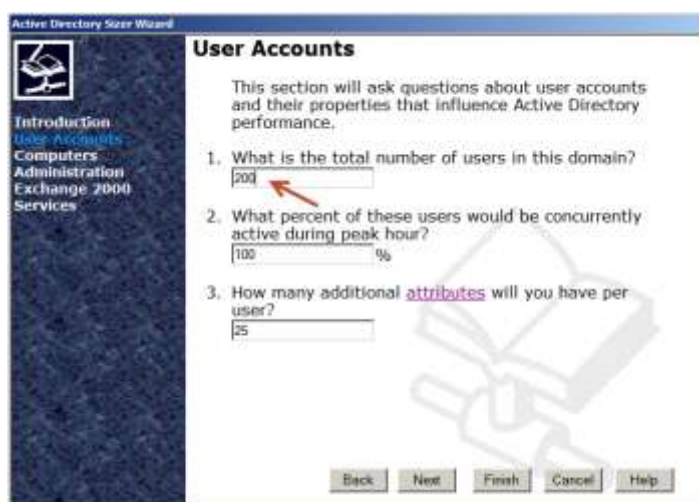 Active Directory Sizer Wizard
User Accounts
This section will ask questions about user accounts
and their properties that influence Active Directory
performance.
Introduction
User Accounts
Computers
Administration
Exchange 2000
Services
1. What is the total number of users in this domain?
200
2. What percent of these users would be concurrently
active during peak hour?
100 %
3. How many additional attributes will you have per
user?
25
Back Next Finish Cancel Help